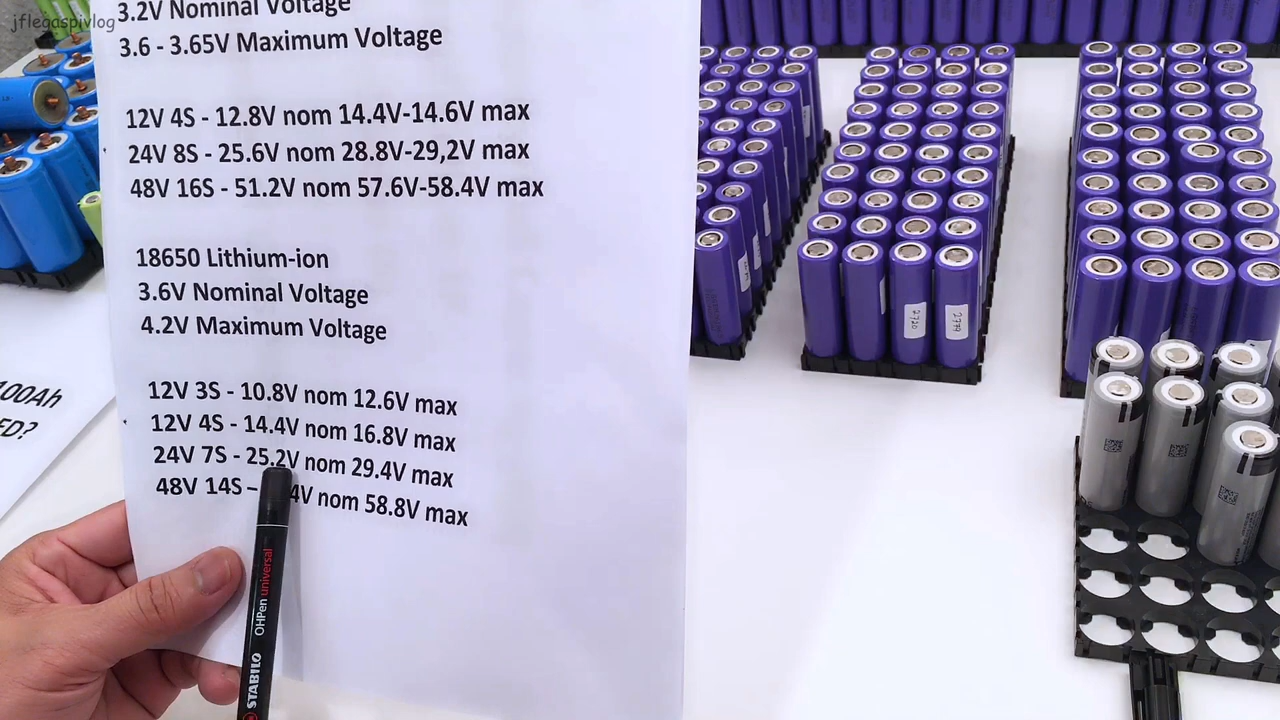 jflegaspivlog
3.2V Nominal Voltage
3.6 - 3.65V Maximum Voltage
12V 4S - 12.8V nom 14.4V-14.6V max
24V 8S - 25.6V nom 28.8V-29,2V max
48V 16S - 51.2V nom 57.6V-58.4V max
18650 Lithium-ion
3.6V Nominal Voltage
4.2V Maximum Voltage
12V 3S - 10.8V nom 12.6V max
12V 4S - 14.4V nom 16.8V max
24V 7S - 25.2V nom 29.4V max
48V 14S - 4V nom 58.8V max
00Ah
ED?
STABILO OHPen universal
2720
2779